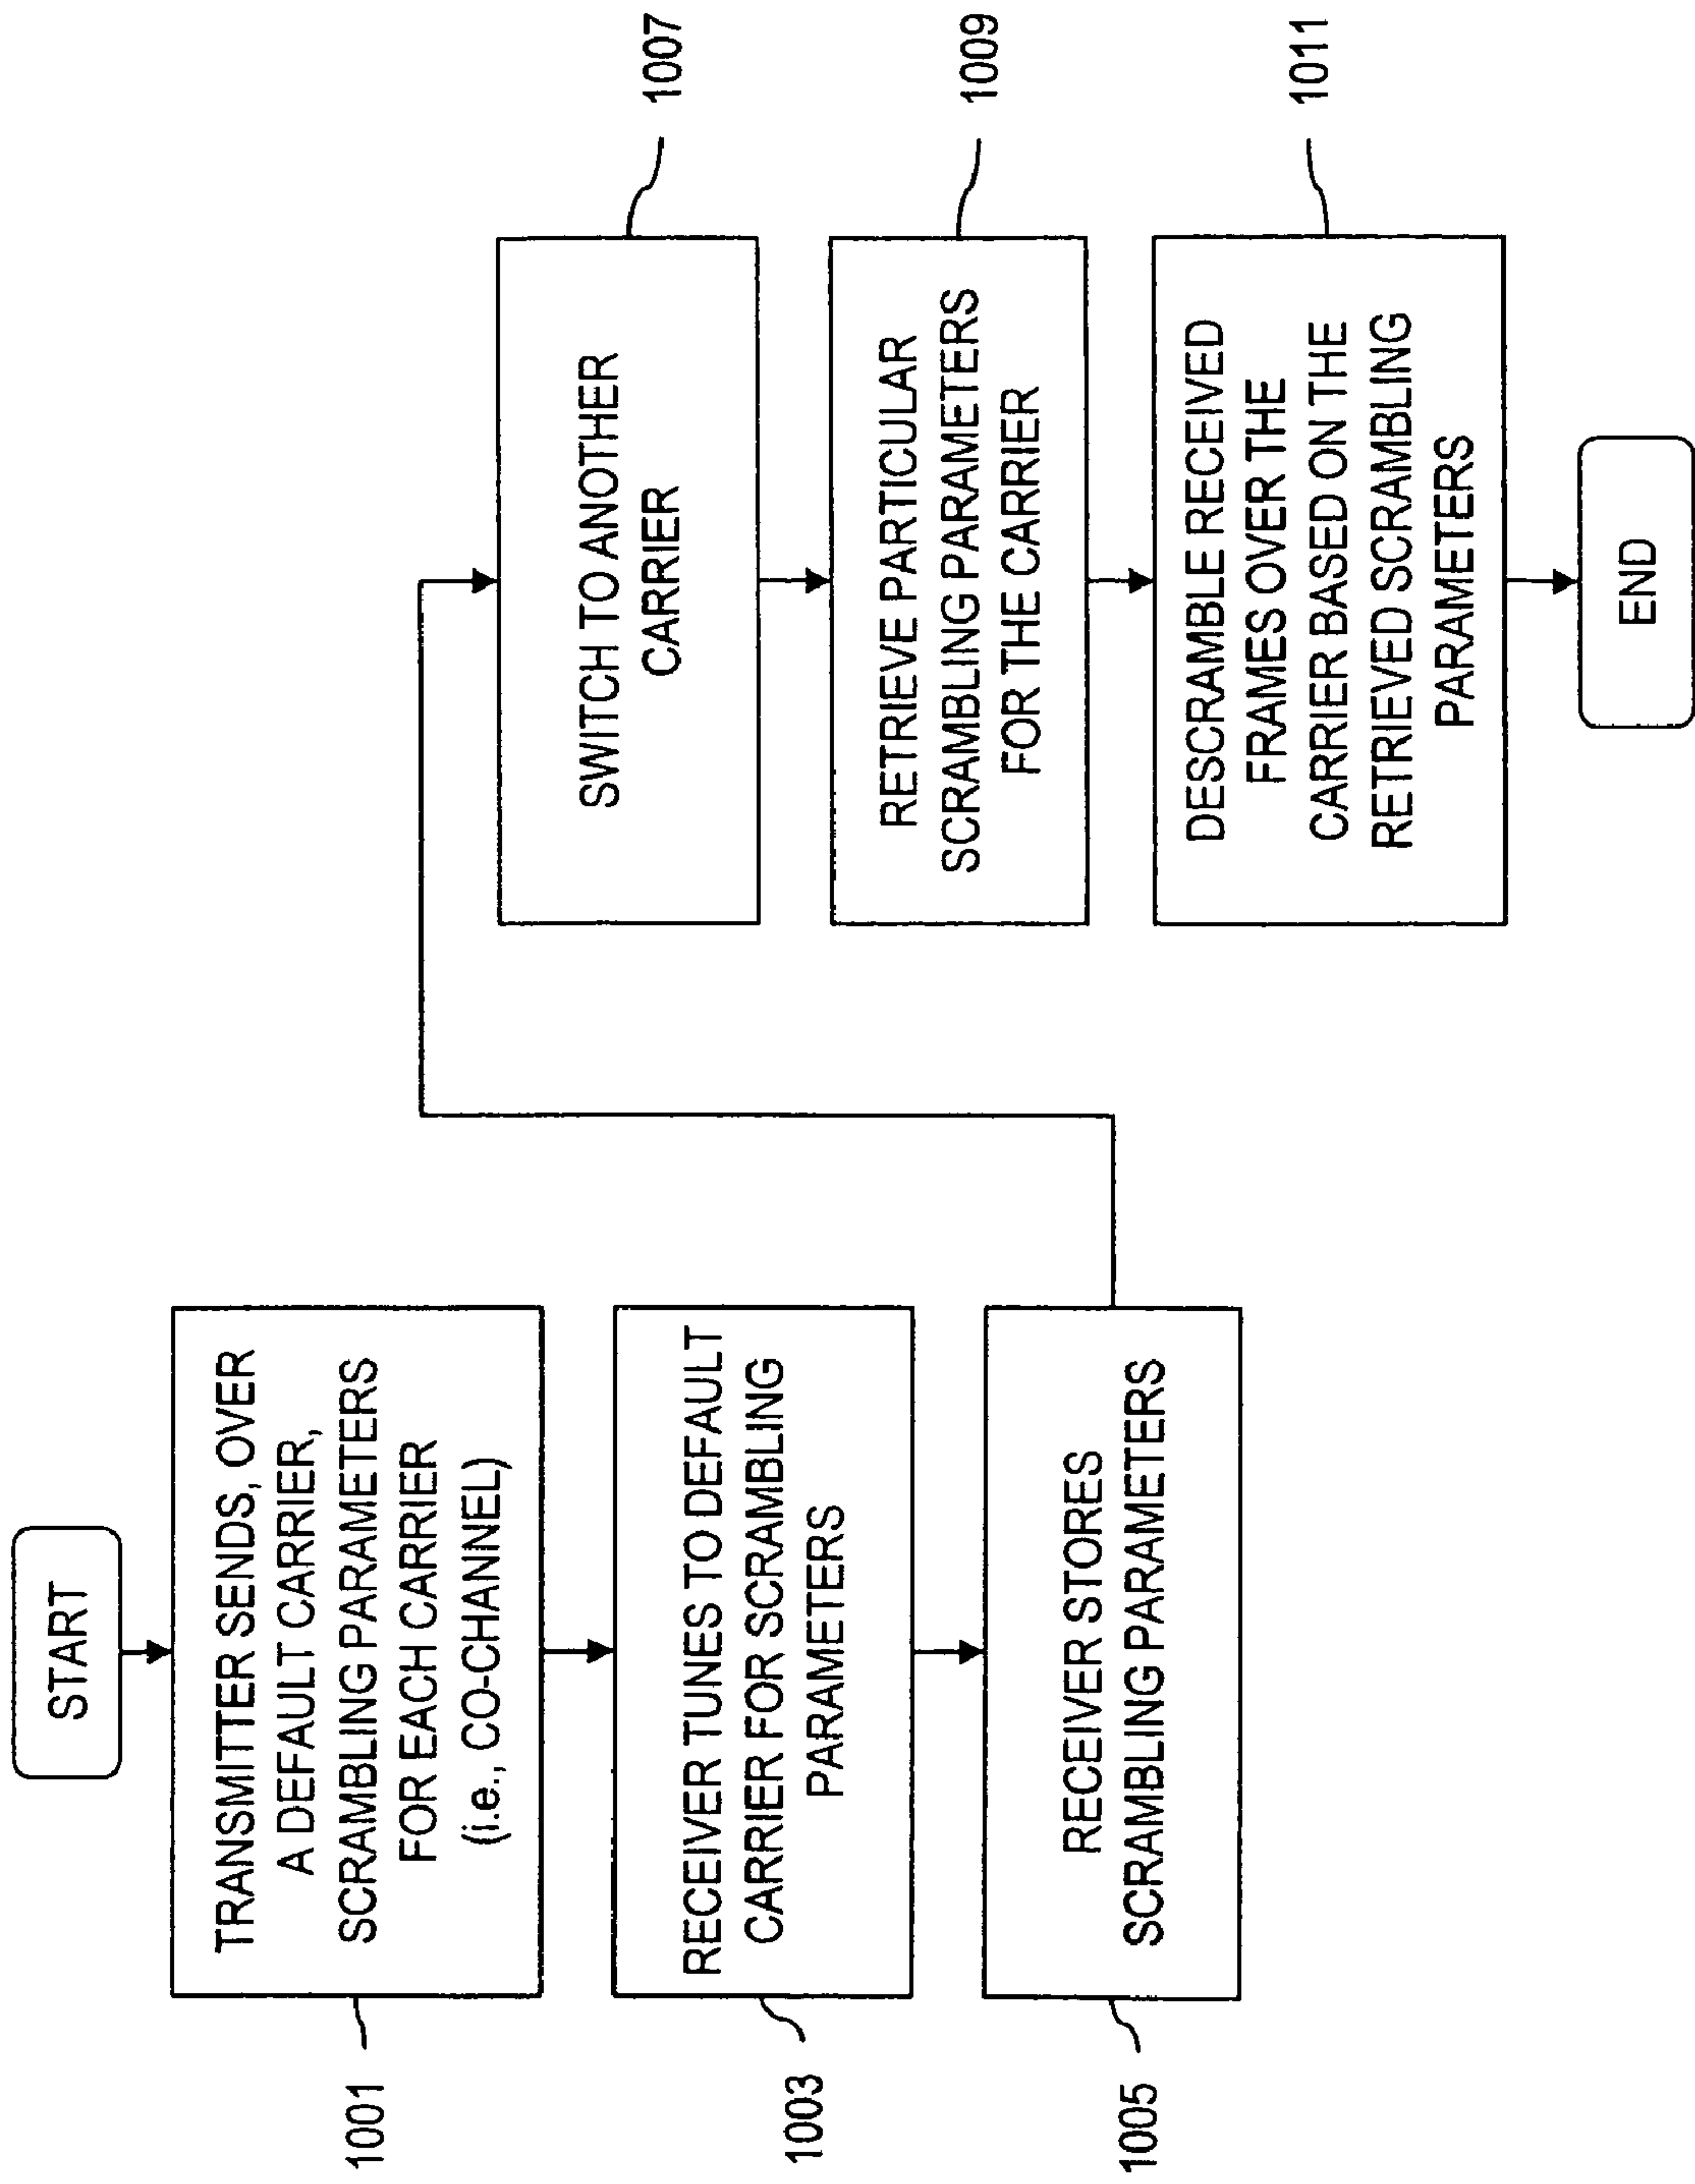 START
TRANSMITTER SENDS, OVER
A DEFAULT CARRIER,
SCRAMBLING PARAMETERS
FOR EACH CARRIER
(i.e., CO-CHANNEL)
1001
RECEIVER TUNES TO DEFAULT
CARRIER FOR SCRAMBLING
PARAMETERS
1003
RECEIVER STORES
SCRAMBLING PARAMETERS
1005
SWITCH TO ANOTHER
CARRIER
1007
RETRIEVE PARTICULAR
SCRAMBLING PARAMETERS
FOR THE CARRIER
1009
DESCRAMBLE RECEIVED
FRAMES OVER THE
CARRIER BASED ON THE
RETRIEVED SCRAMBLING
PARAMETERS
1011
END